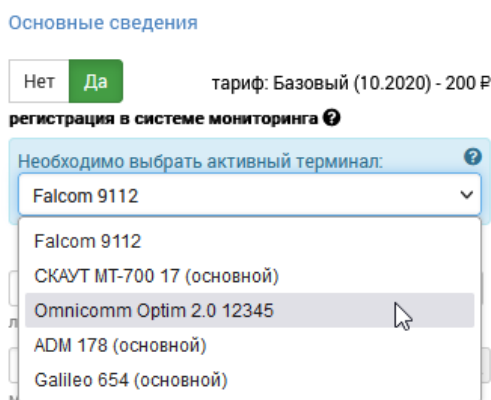 Основные сведения
Нет Да тариф: Базовый (10.2020) - 200 ₽
регистрация в системе мониторинга ?
Необходимо выбрать активный терминал: ?
Falcom 9112
Falcom 9112
СКАУТ МТ-700 17 (основной)
Omnicomm Optim 2.0 12345
ADM 178 (основной)
Galileo 654 (основной)